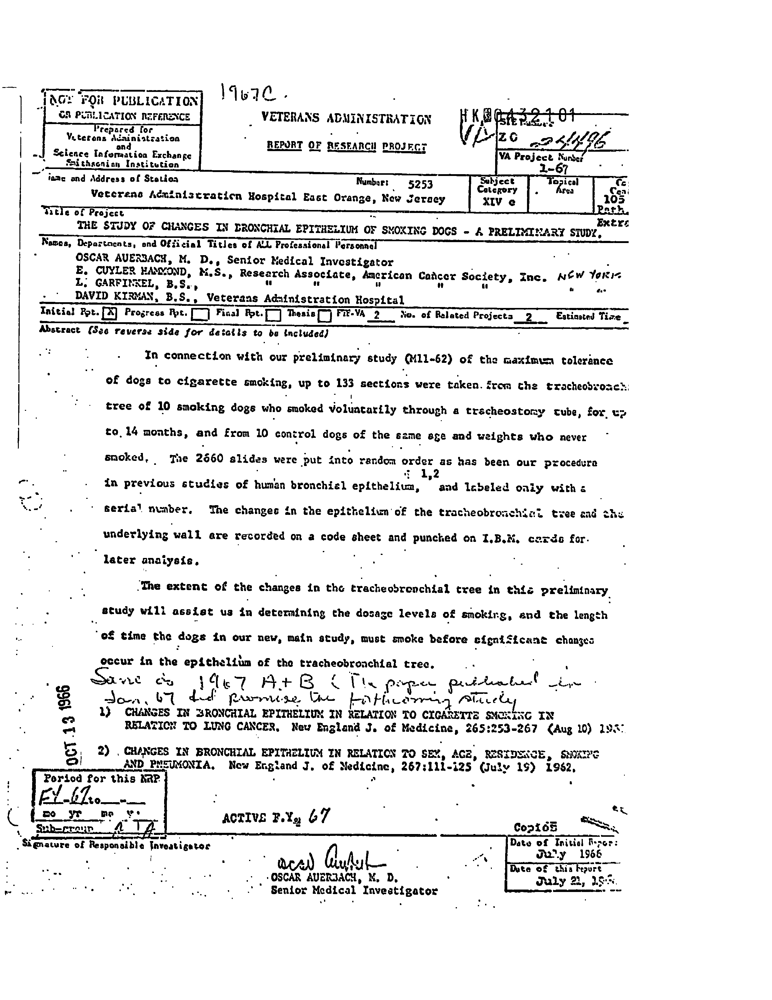 1967C.
NOT FOR PUBLICATION
OR PUBLICATION REFERENCE
Prepared for
Veterans Administration
and
Science Information Exchange
Smithsonian Institution
VETERANS ADMINISTRATION
REPORT OF RESEARCH PROJECT
HK0432101
VA
ZG 24496
VA Project Number
1-67
Name and Address of Station
Number: 5253
Veterans Administration Hospital East Orange, New Jersey
Subject
Category
XIV e
Topical
Area
105
Path.
Extre
Title of Project
THE STUDY OF CHANGES IN BRONCHIAL EPITHELIUM OF SMOKING DOGS - A PRELIMINARY STUDY.
Names, Departments, and Official Titles of ALL Professional Personnel
OSCAR AUERBACH, M. D., Senior Medical Investigator
E. CUYLER HAMMOND, M.S., Research Associate, American Cancer Society, Inc. NEW YORK
L. GARFINKEL, B.S., " " " " " "
DAVID KIRMAN, B.S., Veterans Administration Hospital
Initial Rpt. X Progress Rpt. Final Rpt. Thesis FTE-VA 2 No. of Related Projects 2 Estimated Time
Abstract (See reverse side for details to be included)
In connection with our preliminary study (M11-62) of the maximum tolerance
of dogs to cigarette smoking, up to 133 sections were taken from the tracheobronch
tree of 10 smoking dogs who smoked voluntarily through a tracheostomy tube, for up
to 14 months, and from 10 control dogs of the same age and weights who never
smoked. The 2660 slides were put into random order as has been our procedure
in previous studies of human bronchial epithelium, 1,2 and labeled only with a
serial number. The changes in the epithelium of the tracheobronchial tree and the
underlying wall are recorded on a code sheet and punched on I.B.M. cards for
later analysis.
The extent of the changes in the tracheobronchial tree in this preliminary
study will assist us in determining the dosage levels of smoking, and the length
of time the dogs in our new, main study, must smoke before significant changes
occur in the epithelium of the tracheobronchial tree.
Same as 1967 A+B (The paper published in
Jan. 67 did promise the forthcoming study
1) CHANGES IN BRONCHIAL EPITHELIUM IN RELATION TO CIGARETTE SMOKING IN
RELATION TO LUNG CANCER. New England J. of Medicine, 265:253-267 (Aug 10)
2) CHANGES IN BRONCHIAL EPITHELIUM IN RELATION TO SEX, AGE, RESIDENCE, SMOKING
AND PNEUMONIA. New England J. of Medicine, 267:111-125 (July 19) 1962.
OCT 13 1966
Period for this NRP
FY-67 to
mo yr mo yr
Sub-group
ACTIVE F.Y. 67
Copies
Signature of Responsible Investigator
OSCAR AUERBACH, M. D.
Senior Medical Investigator
Date of Initial Report
July 1966
Date of this Report
July 21,